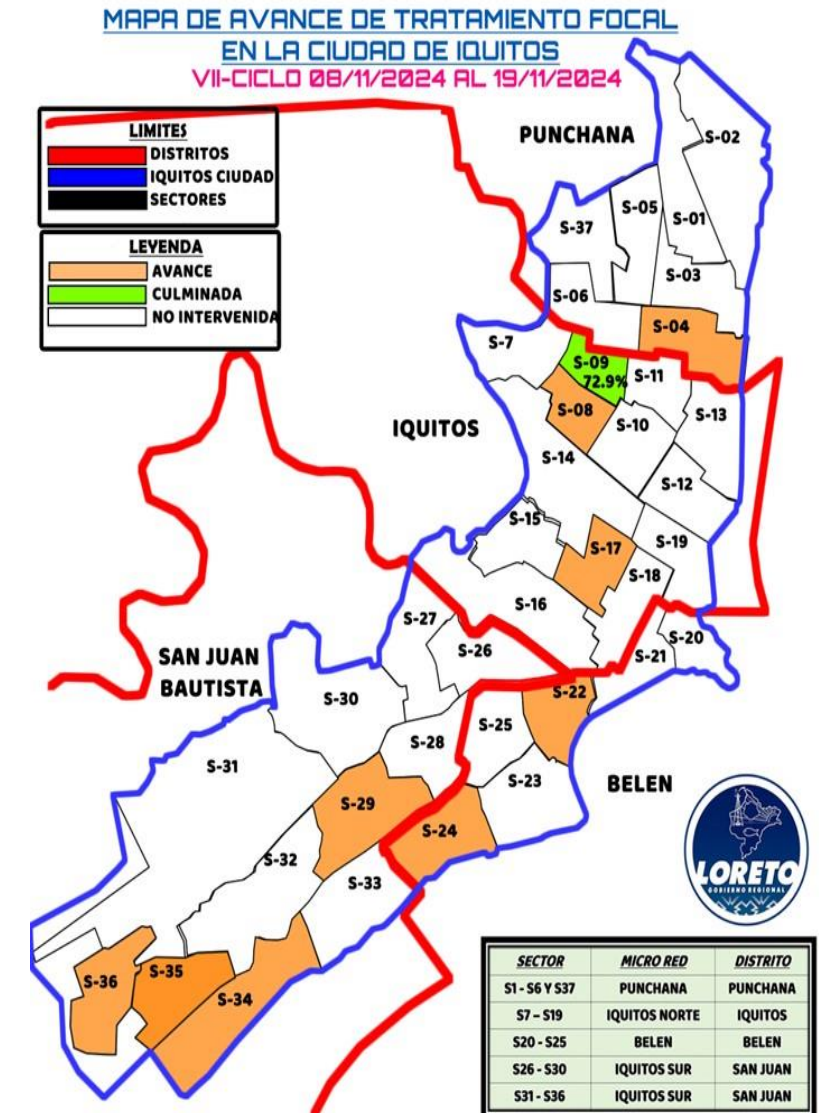 MAPA DE AVANCE DE TRATAMIENTO FOCAL
EN LA CIUDAD DE IQUITOS
VII-CICLO 08/11/2024 AL 19/11/2024
LIMITES
DISTRITOS
IQUITOS CIUDAD
SECTORES
LEYENDA
AVANCE
CULMINADA
NO INTERVENIDA
PUNCHANA
S-02
S-05
S-01
S-37
S-03
S-06
S-04
S-7
S-09
72.9%
S-11
S-08
S-13
S-10
IQUITOS
S-14
S-12
S-15
S-17
S-19
S-18
S-16
S-27
S-20
S-26
S-21
SAN JUAN
BAUTISTA
S-30
S-22
S-25
S-28
S-31
S-23
BELEN
S-29
S-24
S-32
S-33
S-36
S-35
S-34
LORETO
GOBIERNO REGIONAL
SECTOR MICRO RED DISTRITO
S1 - S6 Y S37 PUNCHANA PUNCHANA
S7 – S19 IQUITOS NORTE IQUITOS
S20 - S25 BELEN BELEN
S26 - S30 IQUITOS SUR SAN JUAN
S31 - S36 IQUITOS SUR SAN JUAN